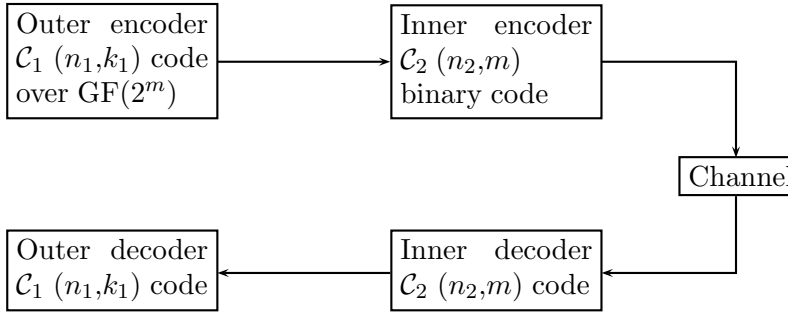 Outer encoder
𝒞₁ (n₁,k₁) code
over GF(2ᵐ)
Inner encoder
𝒞₂ (n₂,m)
binary code
Channel
Outer decoder
𝒞₁ (n₁,k₁) code
Inner decoder
𝒞₂ (n₂,m) code